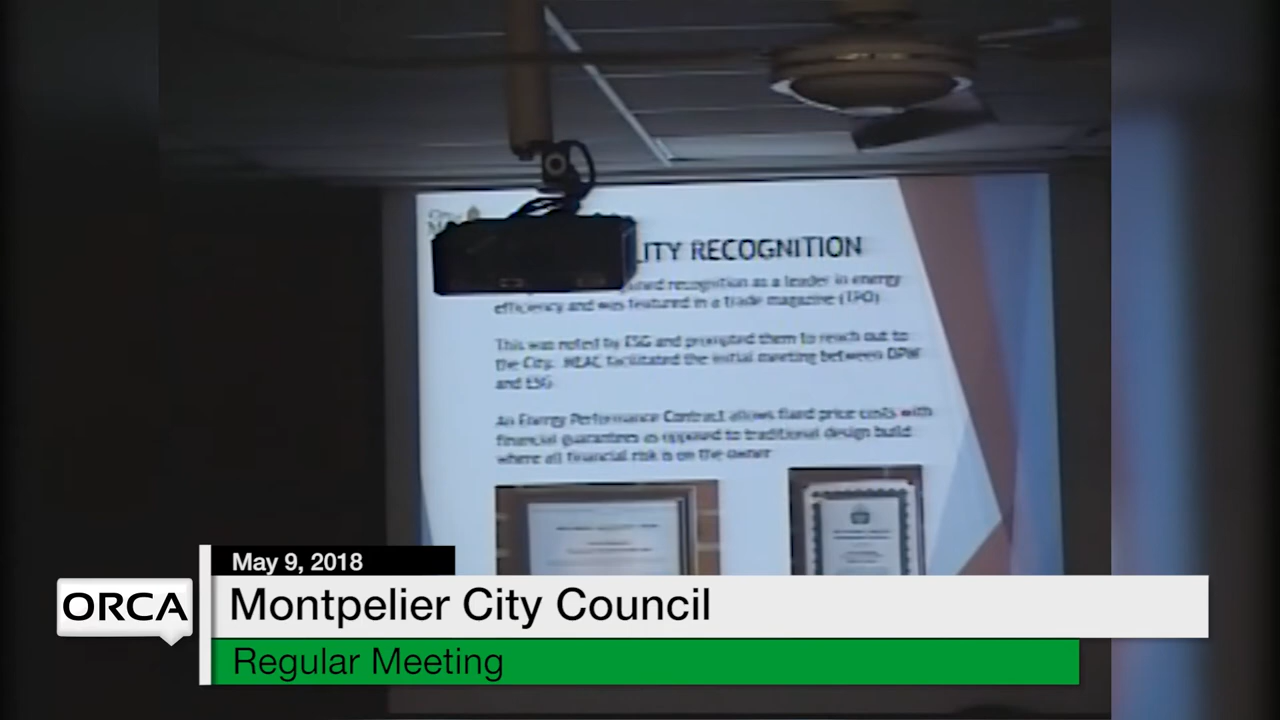 LITY RECOGNITION
recognition as a leader in energy
efficiency and was featured in a trade magazine (TPO)
This was noted by ESG and prompted them to reach out to
the City. MEAC facilitated the initial meeting between DPW
and ESG
An Energy Performance Contract allows fixed price costs with
financial guarantees as opposed to traditional design build
where all financial risk is on the owner
May 9, 2018
ORCA
Montpelier City Council
Regular Meeting